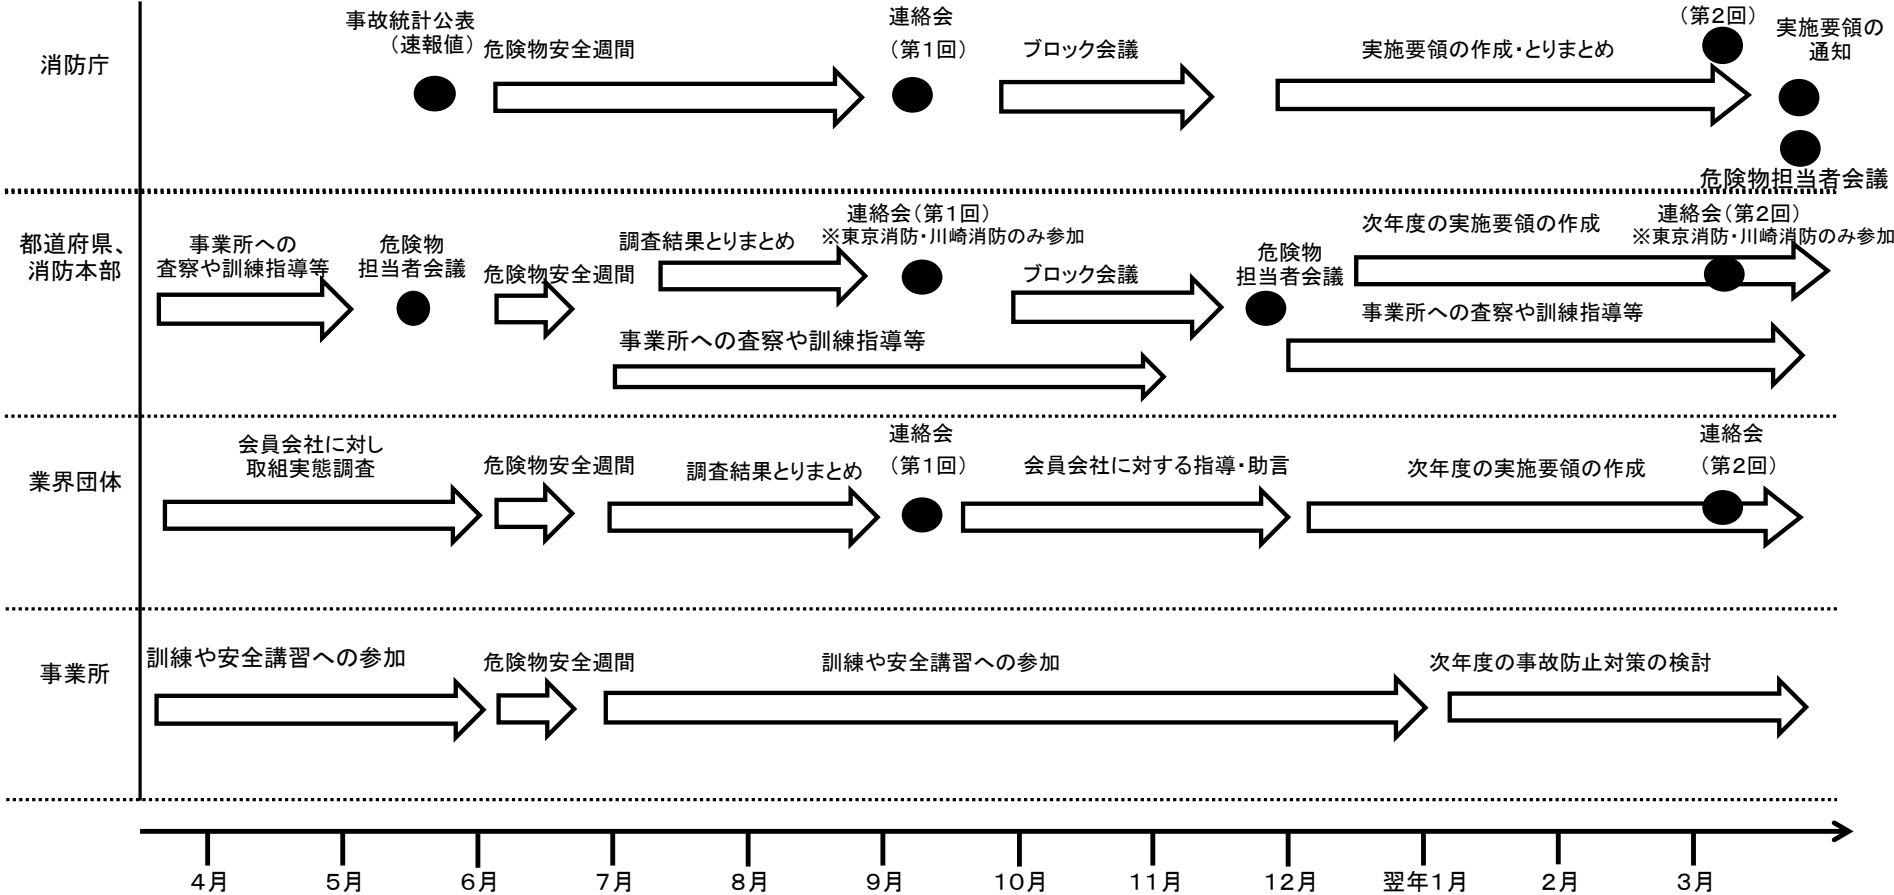 消防庁
事故統計公表
(速報値)
危険物安全週間
連絡会
(第1回)
ブロック会議
実施要領の作成・とりまとめ
(第2回)
実施要領の
通知
危険物担当者会議
都道府県、
消防本部
事業所への
査察や訓練指導等
危険物
担当者会議
危険物安全週間
調査結果とりまとめ
事業所への査察や訓練指導等
連絡会(第1回)
※東京消防・川崎消防のみ参加
ブロック会議
危険物
担当者会議
次年度の実施要領の作成
事業所への査察や訓練指導等
連絡会(第2回)
※東京消防・川崎消防のみ参加
業界団体
会員会社に対し
取組実態調査
危険物安全週間
調査結果とりまとめ
連絡会
(第1回)
会員会社に対する指導・助言
次年度の実施要領の作成
連絡会
(第2回)
事業所
訓練や安全講習への参加
危険物安全週間
訓練や安全講習への参加
次年度の事故防止対策の検討
4月 5月 6月 7月 8月 9月 10月 11月 12月 翌年1月 2月 3月